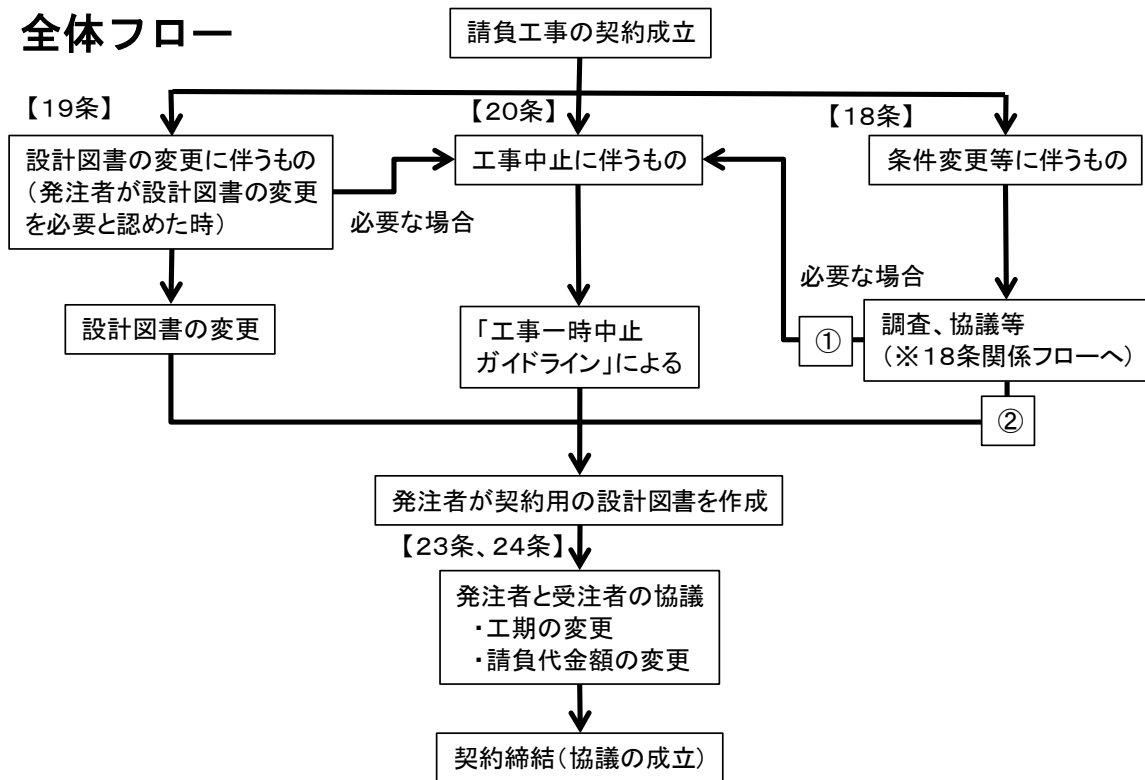 全体フロー
請負工事の契約成立
【19条】
【20条】
【18条】
設計図書の変更に伴うもの
（発注者が設計図書の変更
を必要と認めた時）
必要な場合
工事中止に伴うもの
条件変更等に伴うもの
必要な場合
設計図書の変更
「工事一時中止
ガイドライン」による
①
調査、協議等
（※18条関係フローへ）
②
発注者が契約用の設計図書を作成
【23条、24条】
発注者と受注者の協議
・工期の変更
・請負代金額の変更
契約締結（協議の成立）